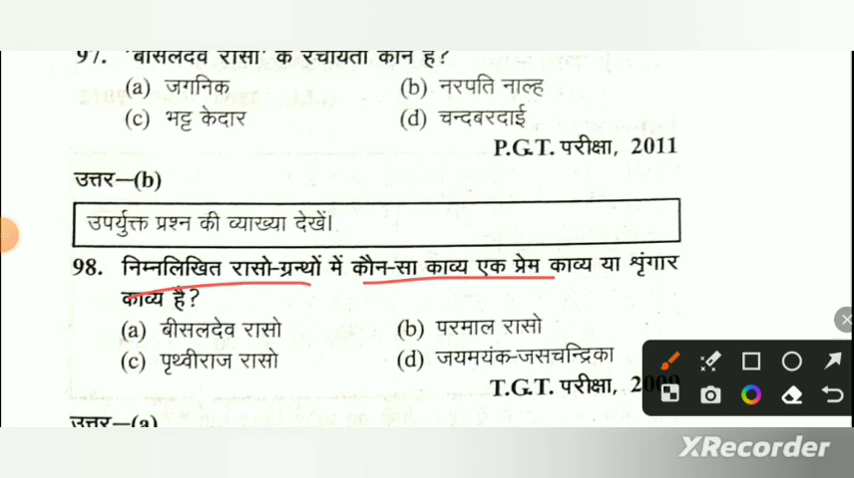 97. 'बीसलदेव रासो' के रचयिता कौन हैं?
(a) जगनिक (b) नरपति नाल्ह
(c) भट्ट केदार (d) चन्दबरदाई
P.G.T. परीक्षा, 2011
उत्तर—(b)
उपर्युक्त प्रश्न की व्याख्या देखें।
98. निम्नलिखित रासो-ग्रन्थों में कौन-सा काव्य एक प्रेम काव्य या शृंगार
काव्य है?
(a) बीसलदेव रासो (b) परमाल रासो
(c) पृथ्वीराज रासो (d) जयमयंक-जसचन्द्रिका
T.G.T. परीक्षा, 2009
उत्तर—(a)
XRecorder